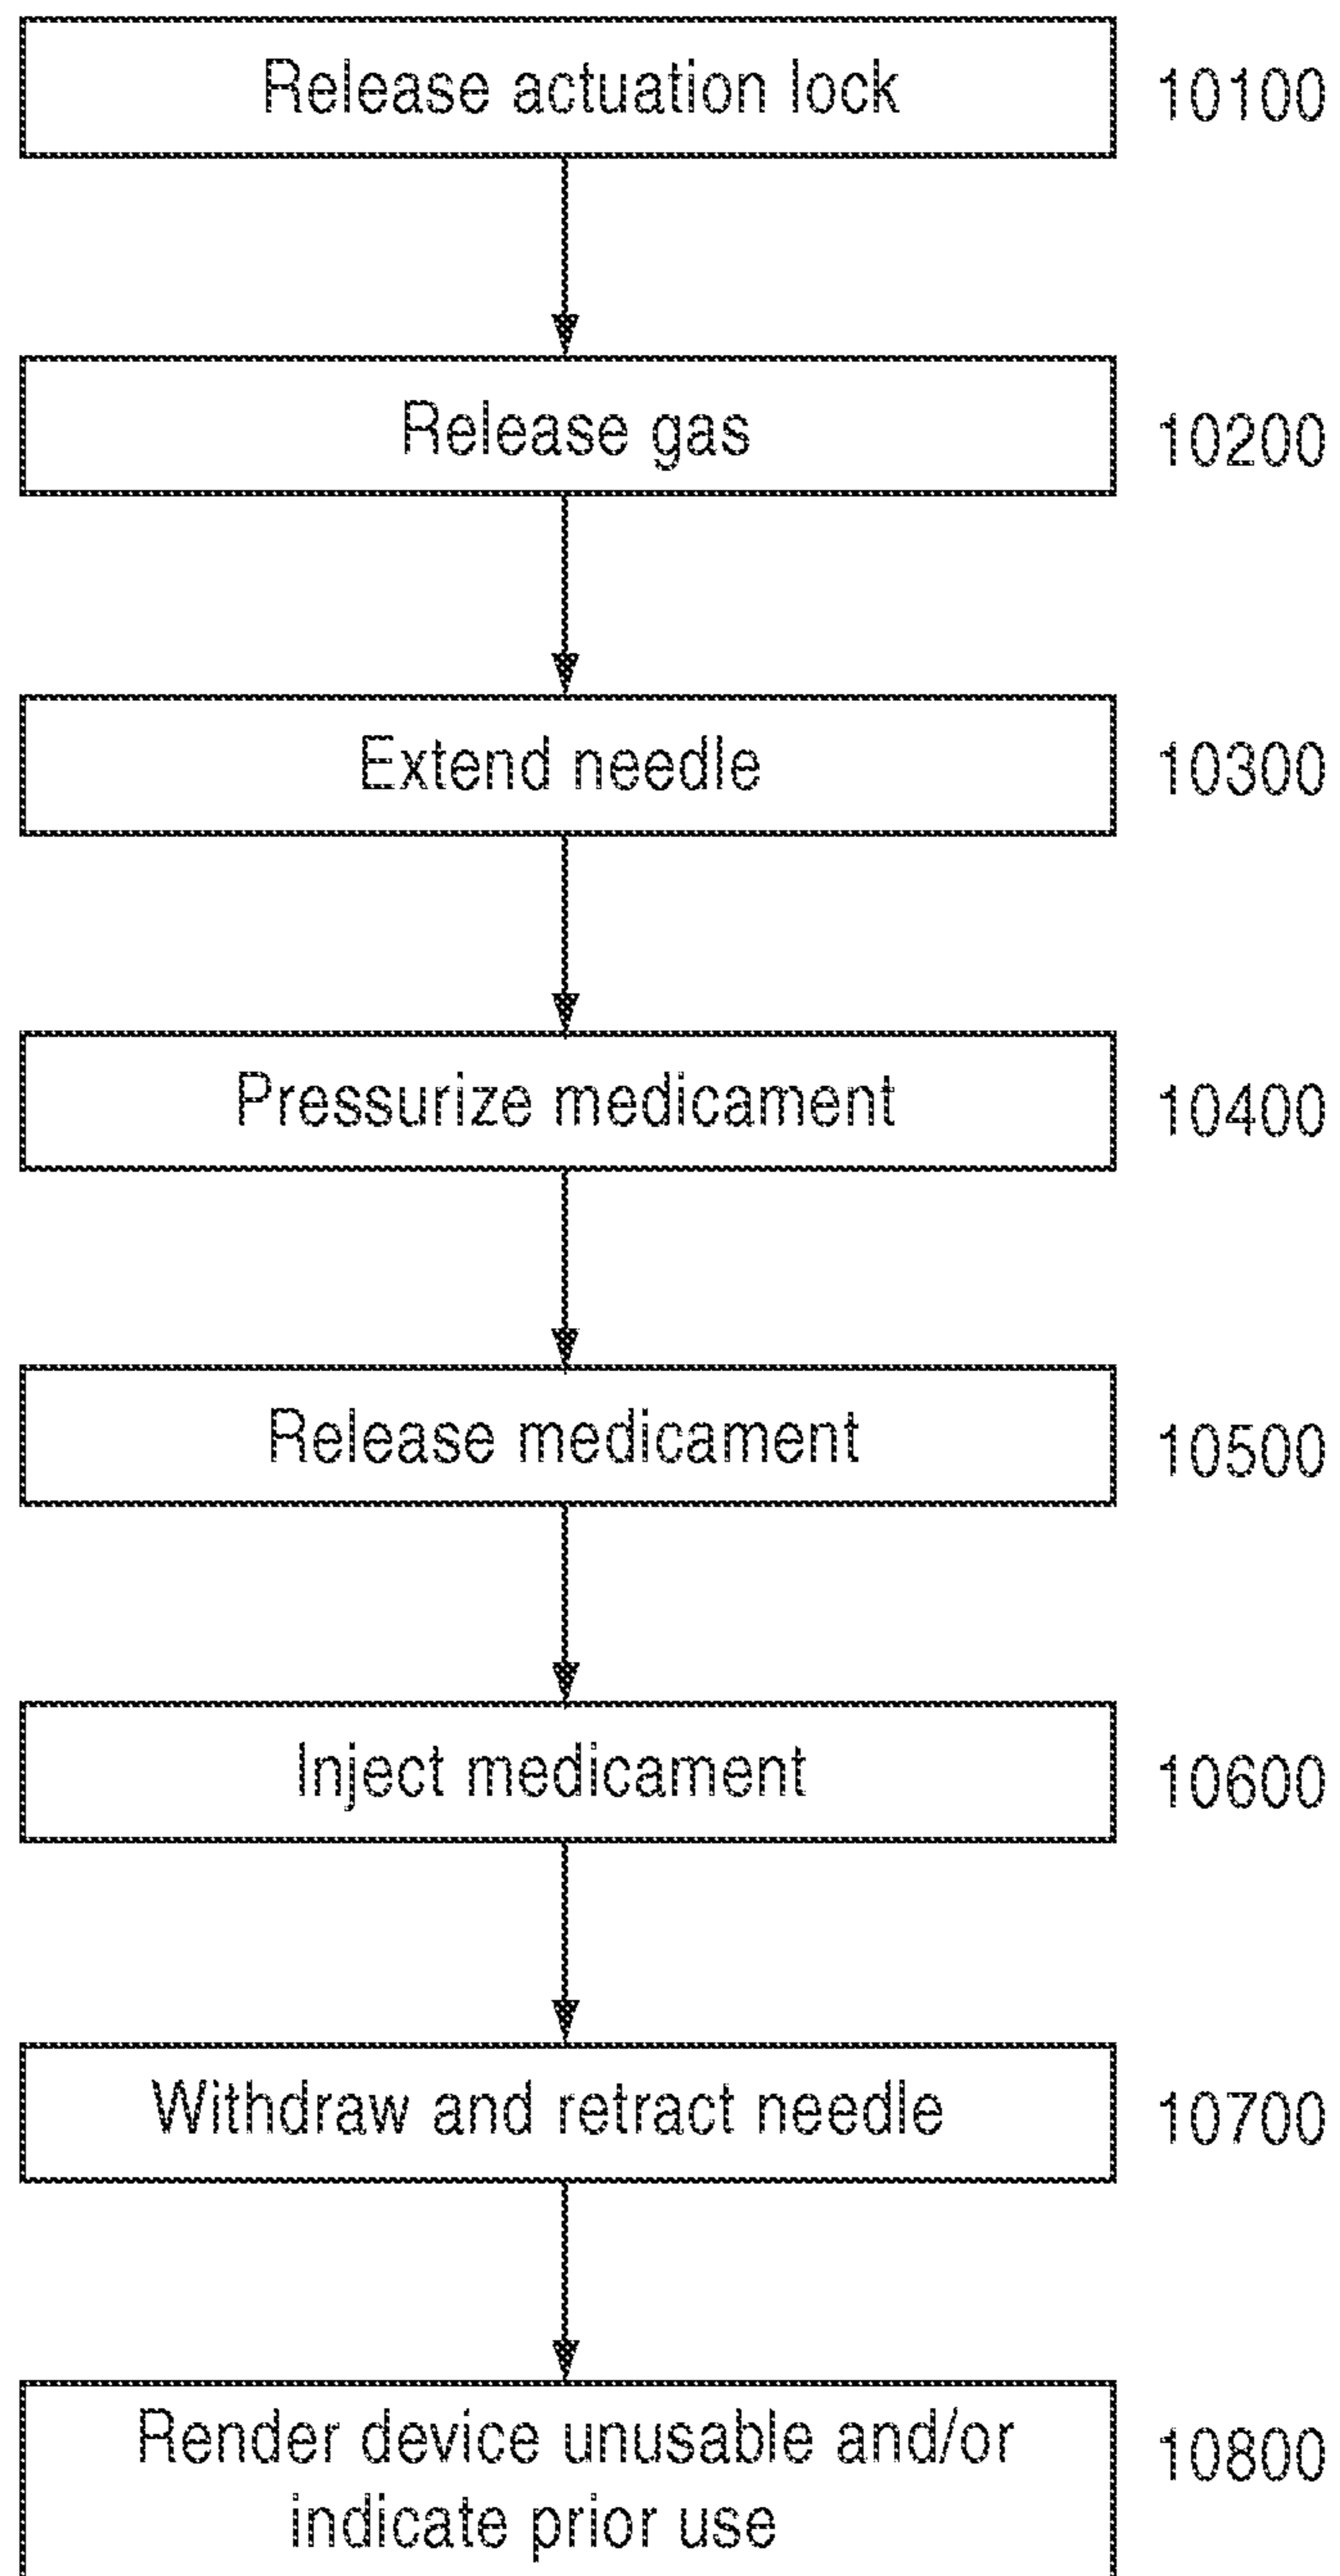 Release actuation lock 10100
Release gas 10200
Extend needle 10300
Pressurize medicament 10400
Release medicament 10500
Inject medicament 10600
Withdraw and retract needle 10700
Render device unusable and/or 10800
indicate prior use